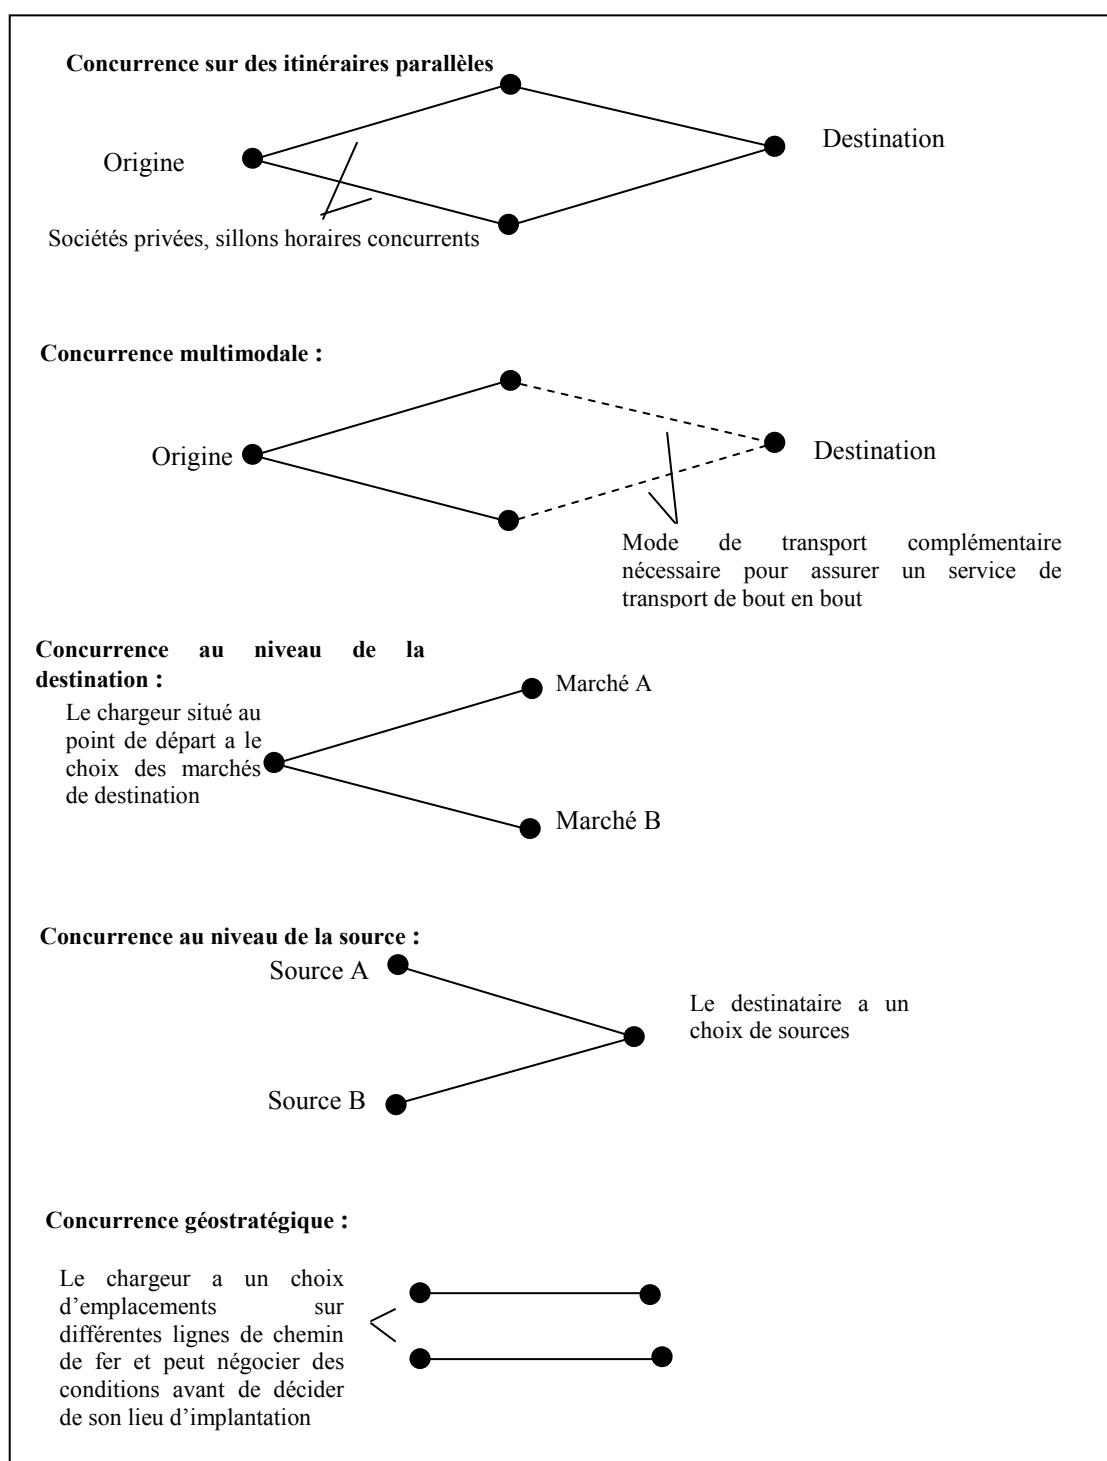 Concurrence sur des itinéraires parallèles
Origine
Destination
Sociétés privées, sillons horaires concurrents
Concurrence multimodale :
Origine
Destination
Mode de transport complémentaire
nécessaire pour assurer un service de
transport de bout en bout
Concurrence au niveau de la
destination :
Le chargeur situé au
point de départ a le
choix des marchés
de destination
Marché A
Marché B
Concurrence au niveau de la source :
Source A
Source B
Le destinataire a un
choix de sources
Concurrence géostratégique :
Le chargeur a un choix
d’emplacements sur
différentes lignes de chemin
de fer et peut négocier des
conditions avant de décider
de son lieu d’implantation